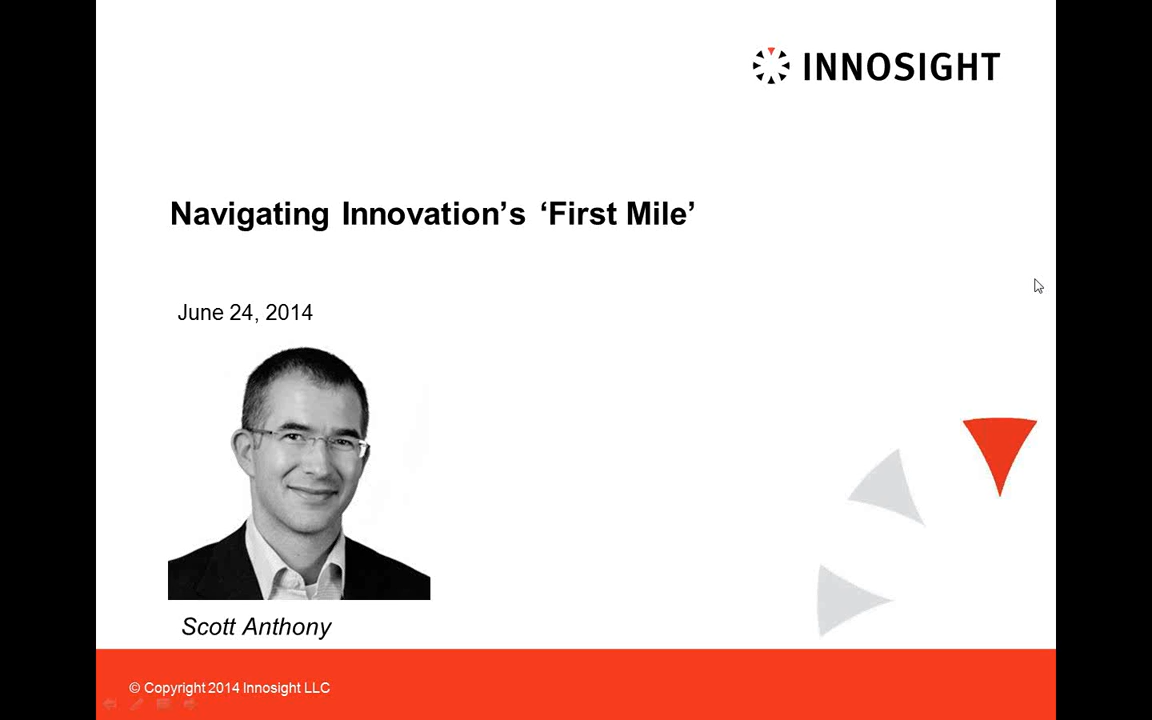 INNOSIGHT
Navigating Innovation’s ‘First Mile’
June 24, 2014
Scott Anthony
© Copyright 2014 Innosight LLC